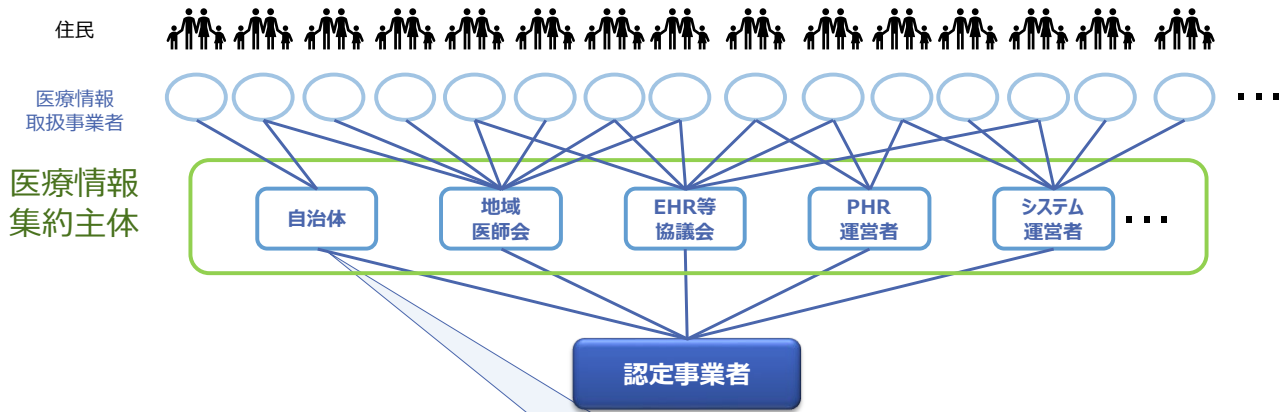 住民
医療情報
取扱事業者
…
医療情報
集約主体
自治体
地域
医師会
EHR等
協議会
PHR
運営者
システム
運営者
…
認定事業者